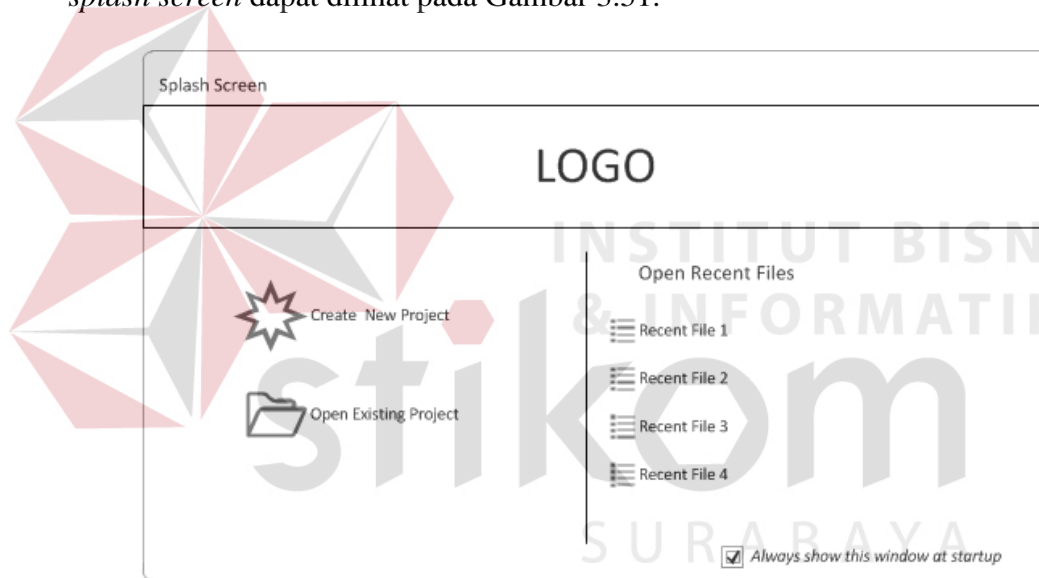 splash screen dapat dilihat pada Gambar 3.31.
Splash Screen
LOGO
INSTITUT BISN
& INFORMATI
stikom
SURABAYA
Create New Project
Open Existing Project
Open Recent Files
Recent File 1
Recent File 2
Recent File 3
Recent File 4
Always show this window at startup